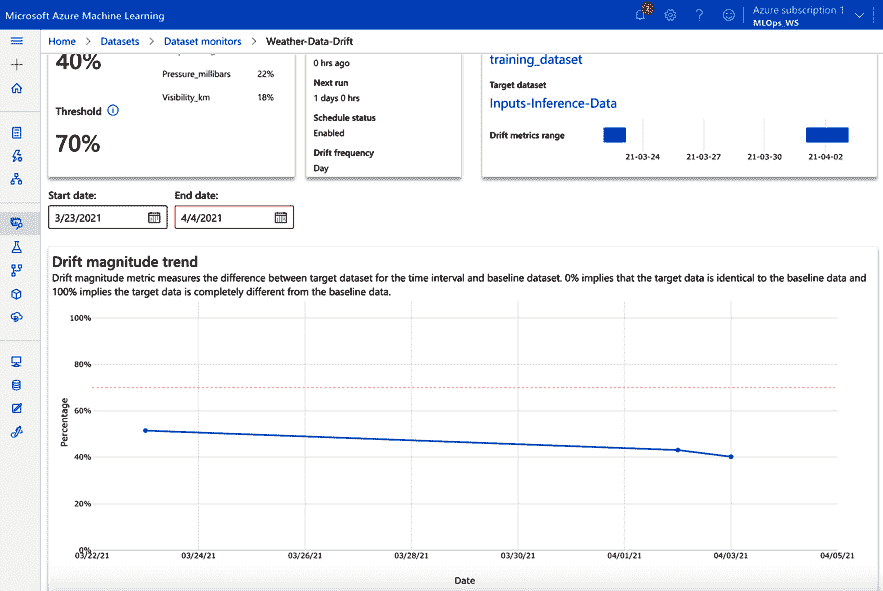 Microsoft Azure Machine Learning
Azure subscription 1
MLOps_WS
Home > Datasets > Dataset monitors > Weather-Data-Drift
40%
Pressure_millibars 22%
Visibility_km 18%
Threshold
70%
0 hrs ago
Next run
1 days 0 hrs
Schedule status
Enabled
Drift frequency
Day
training_dataset
Target dataset
Inputs-Inference-Data
Drift metrics range
21-03-24 21-03-27 21-03-30 21-04-02
Start date: End date:
3/23/2021 4/4/2021
Drift magnitude trend
Drift magnitude metric measures the difference between target dataset for the time interval and baseline dataset. 0% implies that the target data is identical to the baseline data and
100% implies the target data is completely different from the baseline data.
100%
80%
60%
40%
20%
0%
Percentage
03/22/21 03/24/21 03/26/21 03/28/21 03/30/21 04/01/21 04/03/21 04/05/21
Date